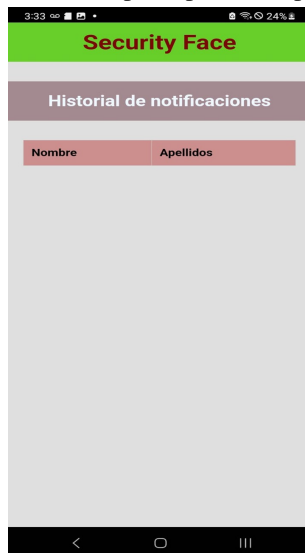 3:33
24%
Security Face
Historial de notificaciones
Nombre Apellidos